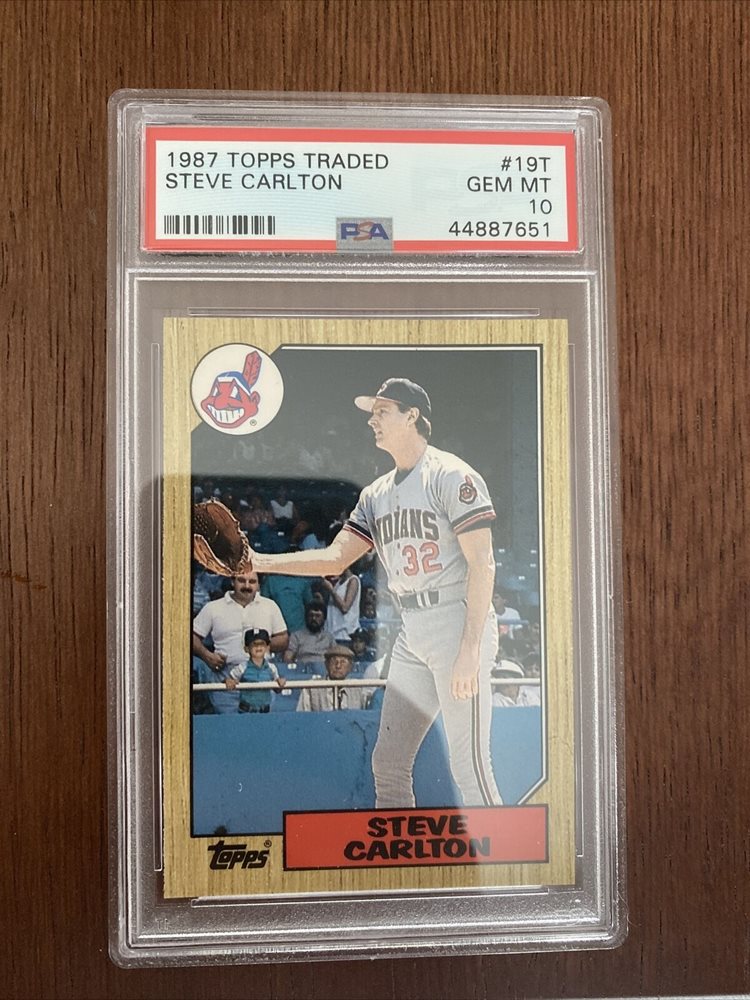 1987 TOPPS TRADED #19T
STEVE CARLTON GEM MT
10
PSA 44887651
INDIANS
32
Topps®
STEVE
CARLTON